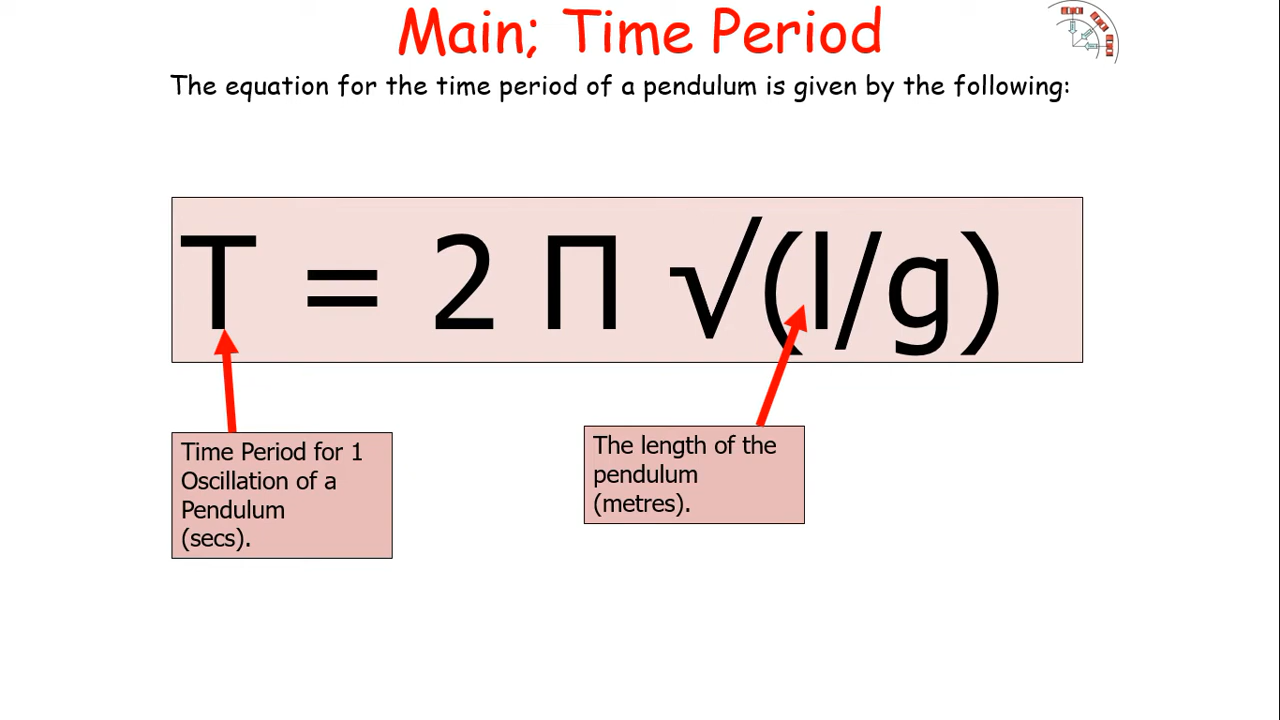 Main; Time Period
The equation for the time period of a pendulum is given by the following:
T = 2 Π √(l/g)
Time Period for 1
Oscillation of a
Pendulum
(secs).
The length of the
pendulum
(metres).